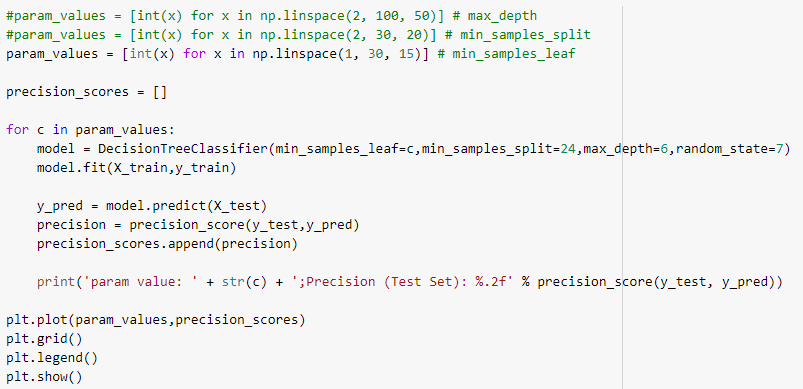 #param_values = [int(x) for x in np.linspace(2, 100, 50)] # max_depth
#param_values = [int(x) for x in np.linspace(2, 30, 20)] # min_samples_split
param_values = [int(x) for x in np.linspace(1, 30, 15)] # min_samples_leaf

precision_scores = []

for c in param_values:
    model = DecisionTreeClassifier(min_samples_leaf=c,min_samples_split=24,max_depth=6,random_state=7)
    model.fit(X_train,y_train)

    y_pred = model.predict(X_test)
    precision = precision_score(y_test,y_pred)
    precision_scores.append(precision)

    print('param value: ' + str(c) + ';Precision (Test Set): %.2f' % precision_score(y_test, y_pred))

plt.plot(param_values,precision_scores)
plt.grid()
plt.legend()
plt.show()